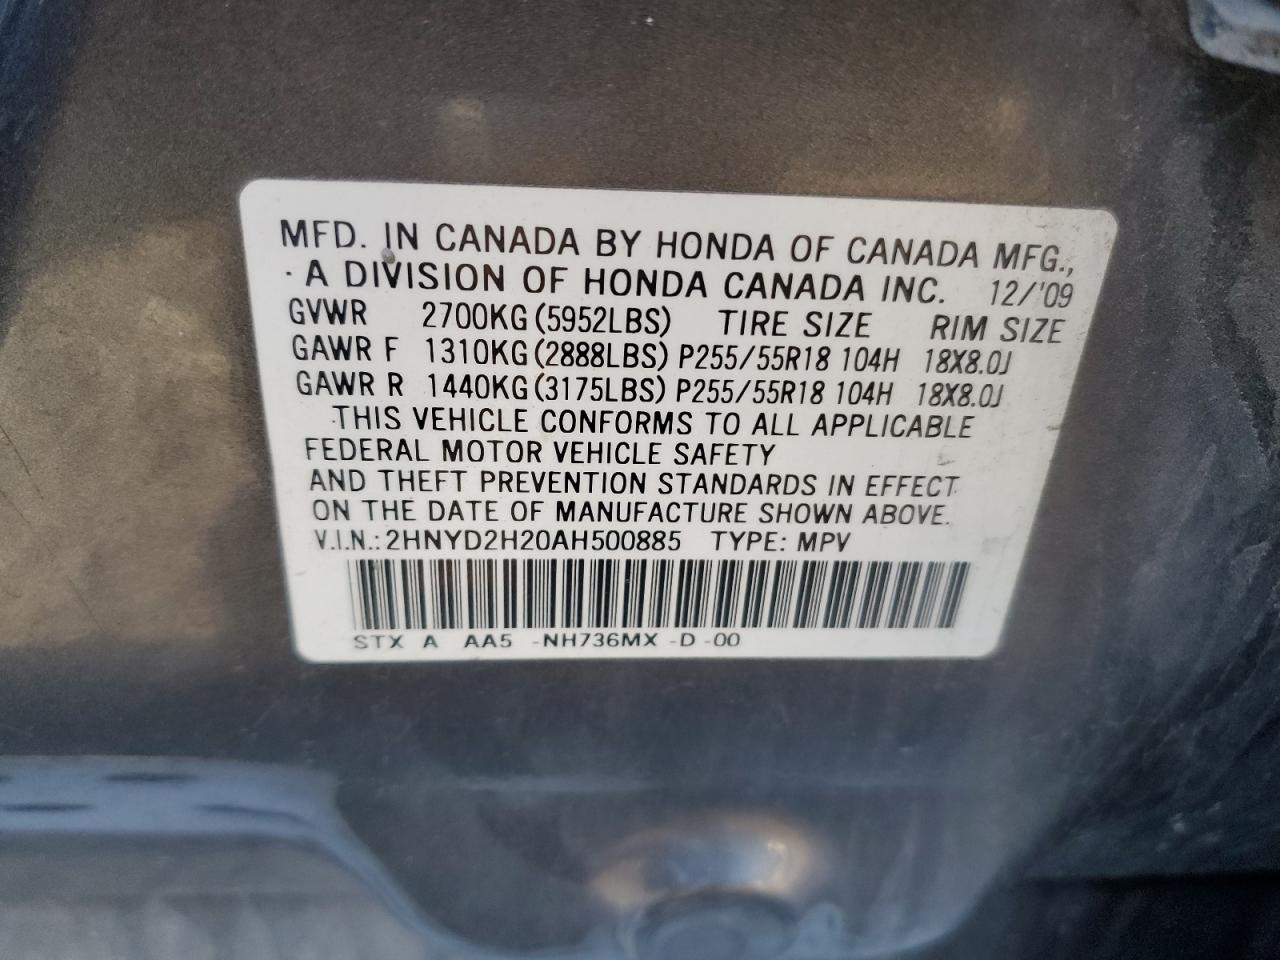 MFD. IN CANADA BY HONDA OF CANADA MFG.,
A DIVISION OF HONDA CANADA INC. 12/'09
GVWR 2700KG (5952LBS) TIRE SIZE RIM SIZE
GAWR F 1310KG (2888LBS) P255/55R18 104H 18X8.0J
GAWR R 1440KG (3175LBS) P255/55R18 104H 18X8.0J
THIS VEHICLE CONFORMS TO ALL APPLICABLE
FEDERAL MOTOR VEHICLE SAFETY
AND THEFT PREVENTION STANDARDS IN EFFECT
ON THE DATE OF MANUFACTURE SHOWN ABOVE.
V.I.N.: 2HNYD2H20AH500885 TYPE: MPV
STX A AA5 -NH736MX -D -00